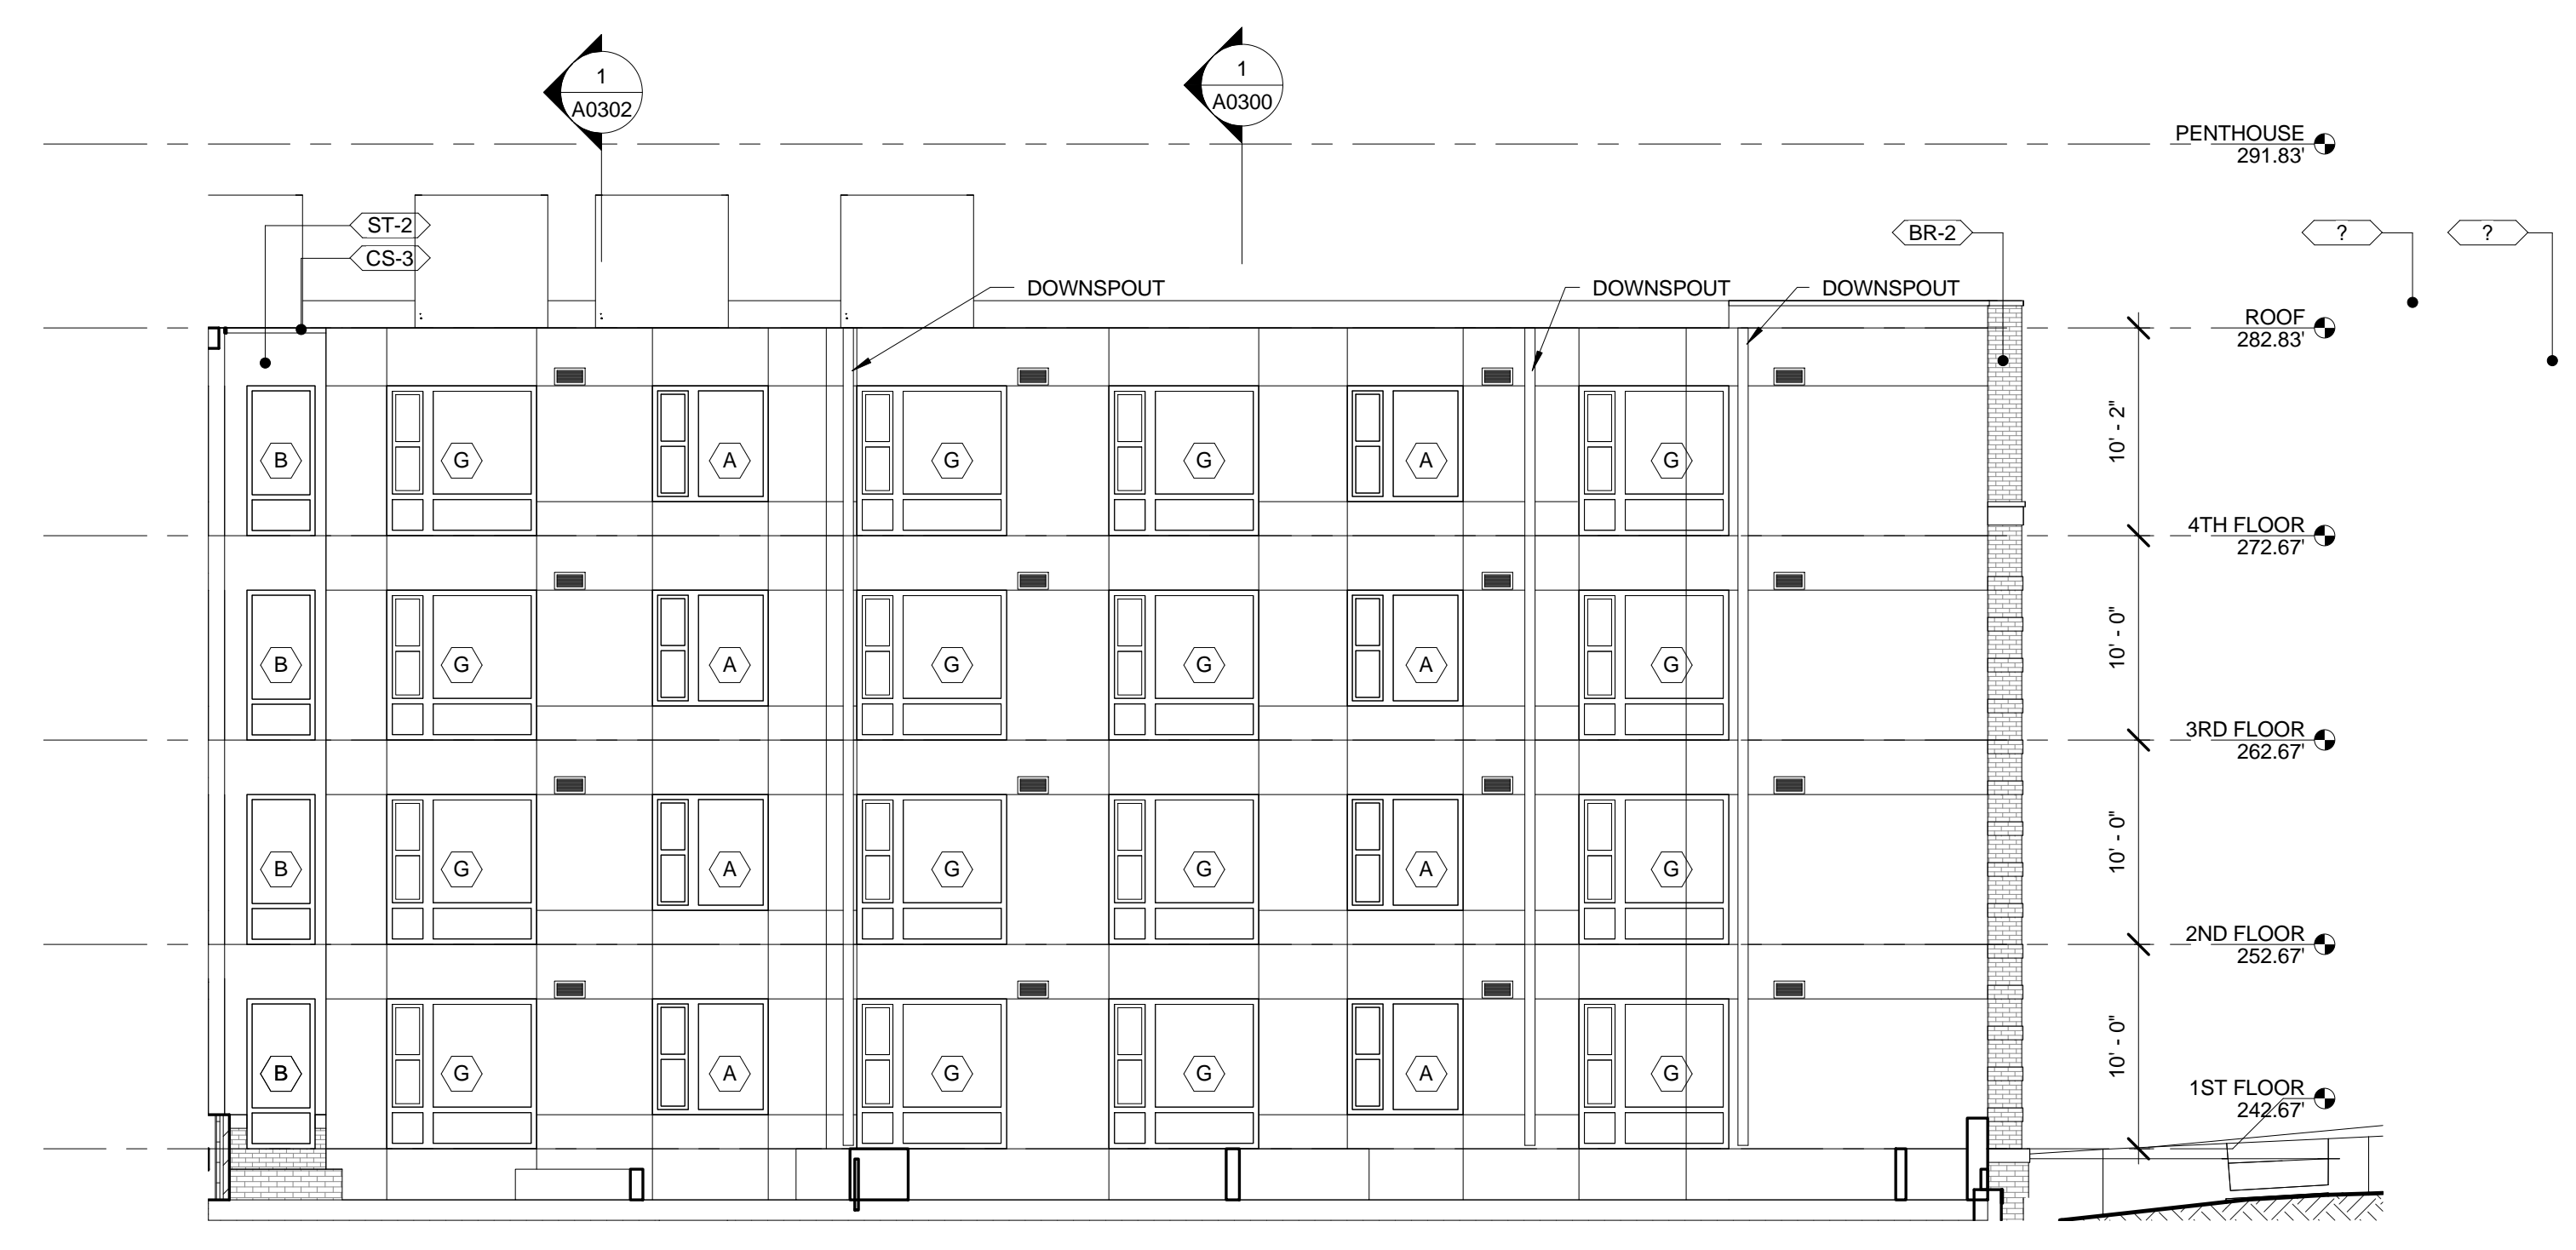 1
A0302
1
A0300
PENTHOUSE
291.83'
ST-2
CS-3
BR-2
?
?
DOWNSPOUT
DOWNSPOUT
DOWNSPOUT
ROOF
282.83'
10' - 2"
B
G
A
G
G
A
G
4TH FLOOR
272.67'
10' - 0"
B
G
A
G
G
A
G
3RD FLOOR
262.67'
10' - 0"
B
G
A
G
G
A
G
2ND FLOOR
252.67'
10' - 0"
B
G
A
G
G
A
G
1ST FLOOR
242.67'